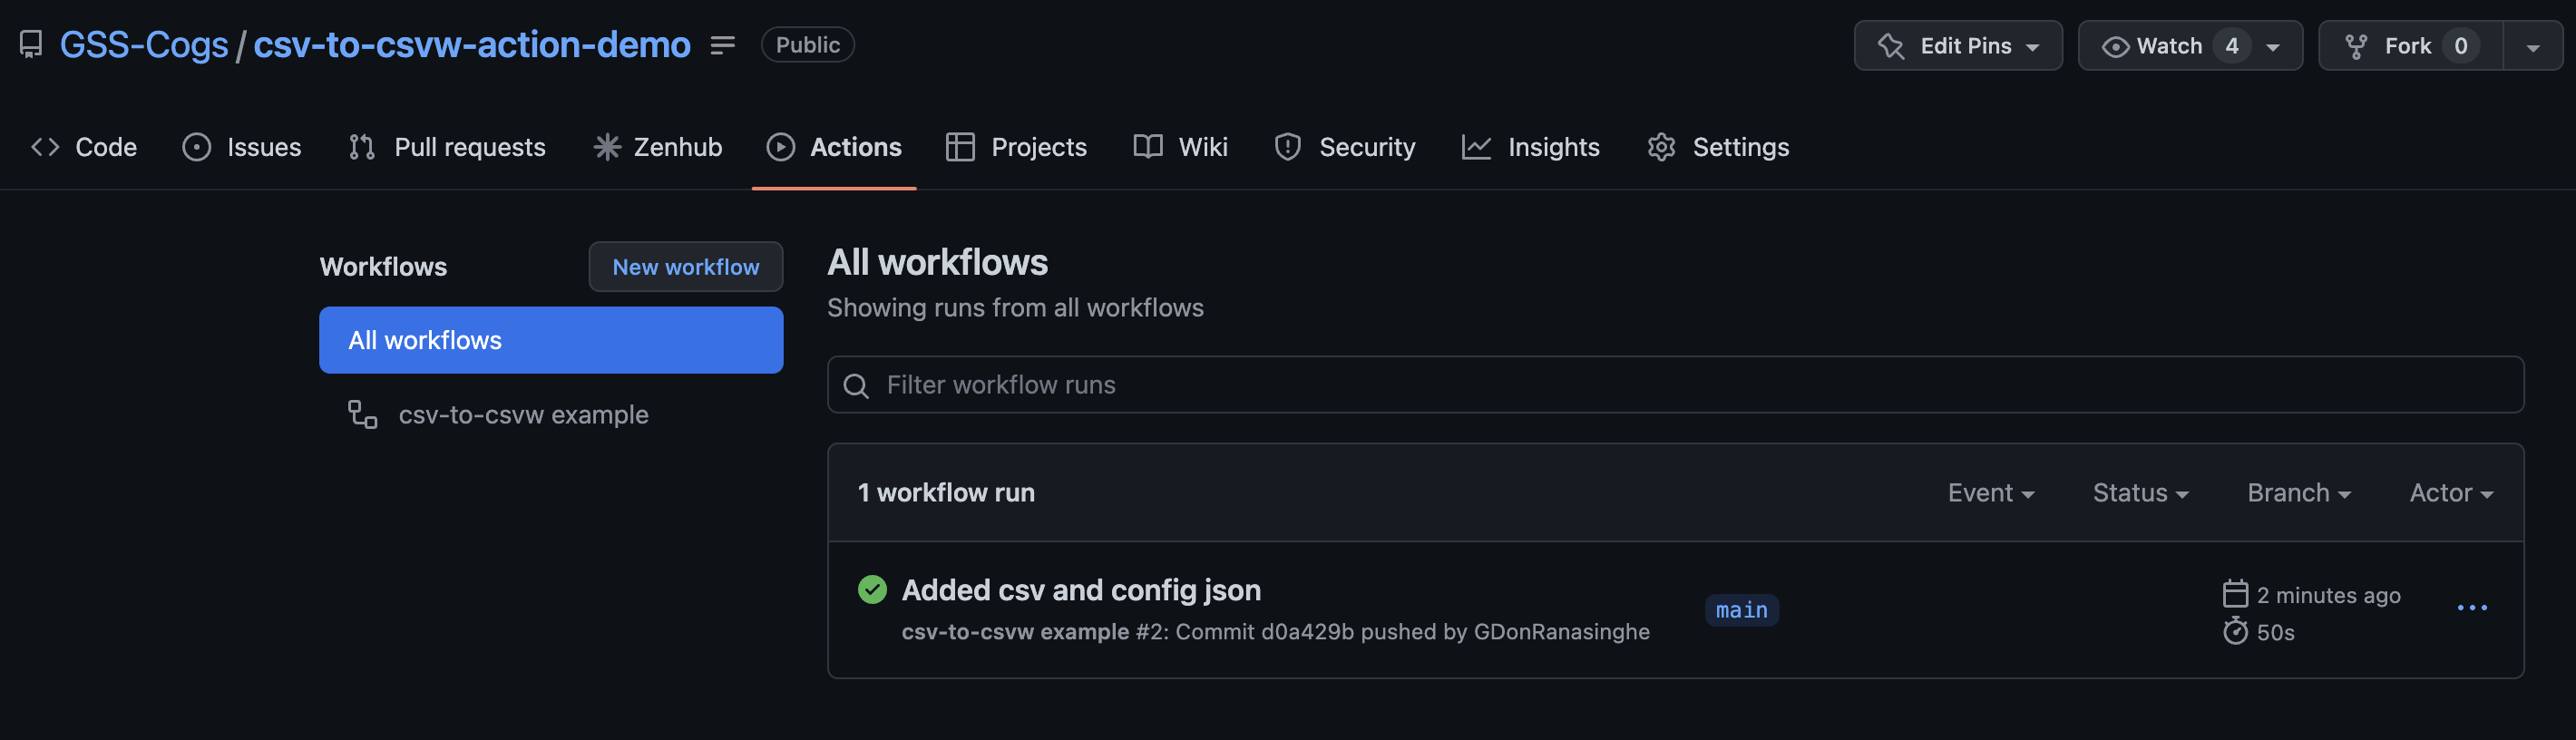 GSS-Cogs / csv-to-csvw-action-demo Public Edit Pins Watch 4 Fork 0
Code Issues Pull requests Zenhub Actions Projects Wiki Security Insights Settings
Workflows New workflow
All workflows
csv-to-csvw example
All workflows
Showing runs from all workflows
Filter workflow runs
1 workflow run Event Status Branch Actor
Added csv and config json
csv-to-csvw example #2: Commit d0a429b pushed by GDonRanasinghe
main
2 minutes ago
50s